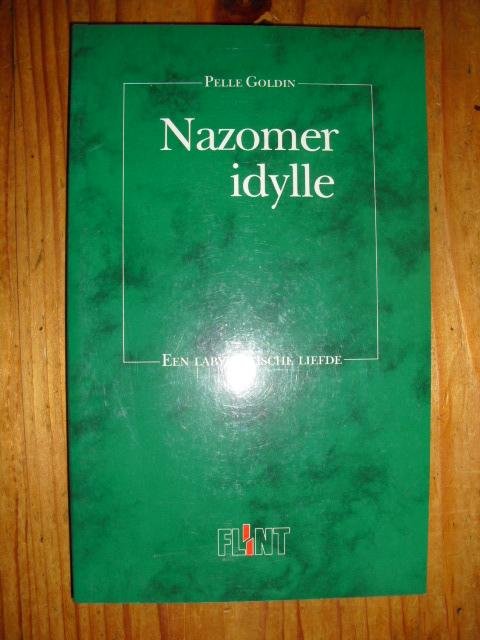 Pelle Goldin
Nazomer
idylle
Een liefde
FLINT